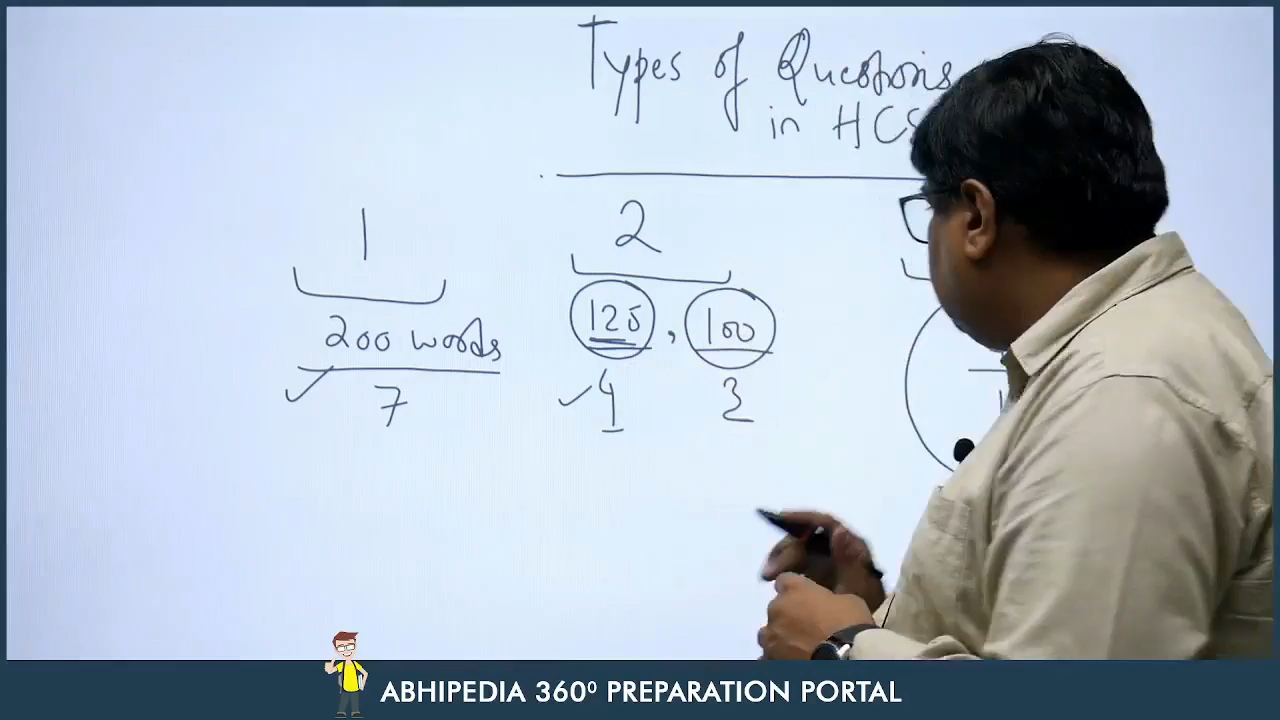 Types of Questions
in HCS
1 2
200 words 125, 100
7 4 3
ABHIPEDIA 360⁰ PREPARATION PORTAL